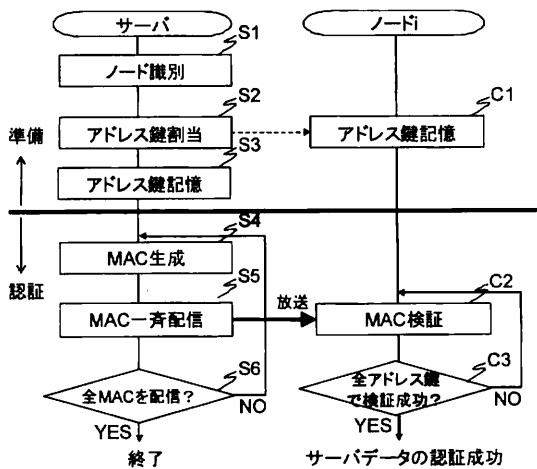 サーバ
ノードi
S1
ノード識別
S2
C1
準備
アドレス鍵割当
アドレス鍵記憶
S3
アドレス鍵記憶
S4
MAC生成
認証
S5
放送
C2
MAC一斉配信
MAC検証
S6
C3
全MACを配信？
NO
全アドレス鍵
で検証成功？
NO
YES
YES
終了
サーバデータの認証成功